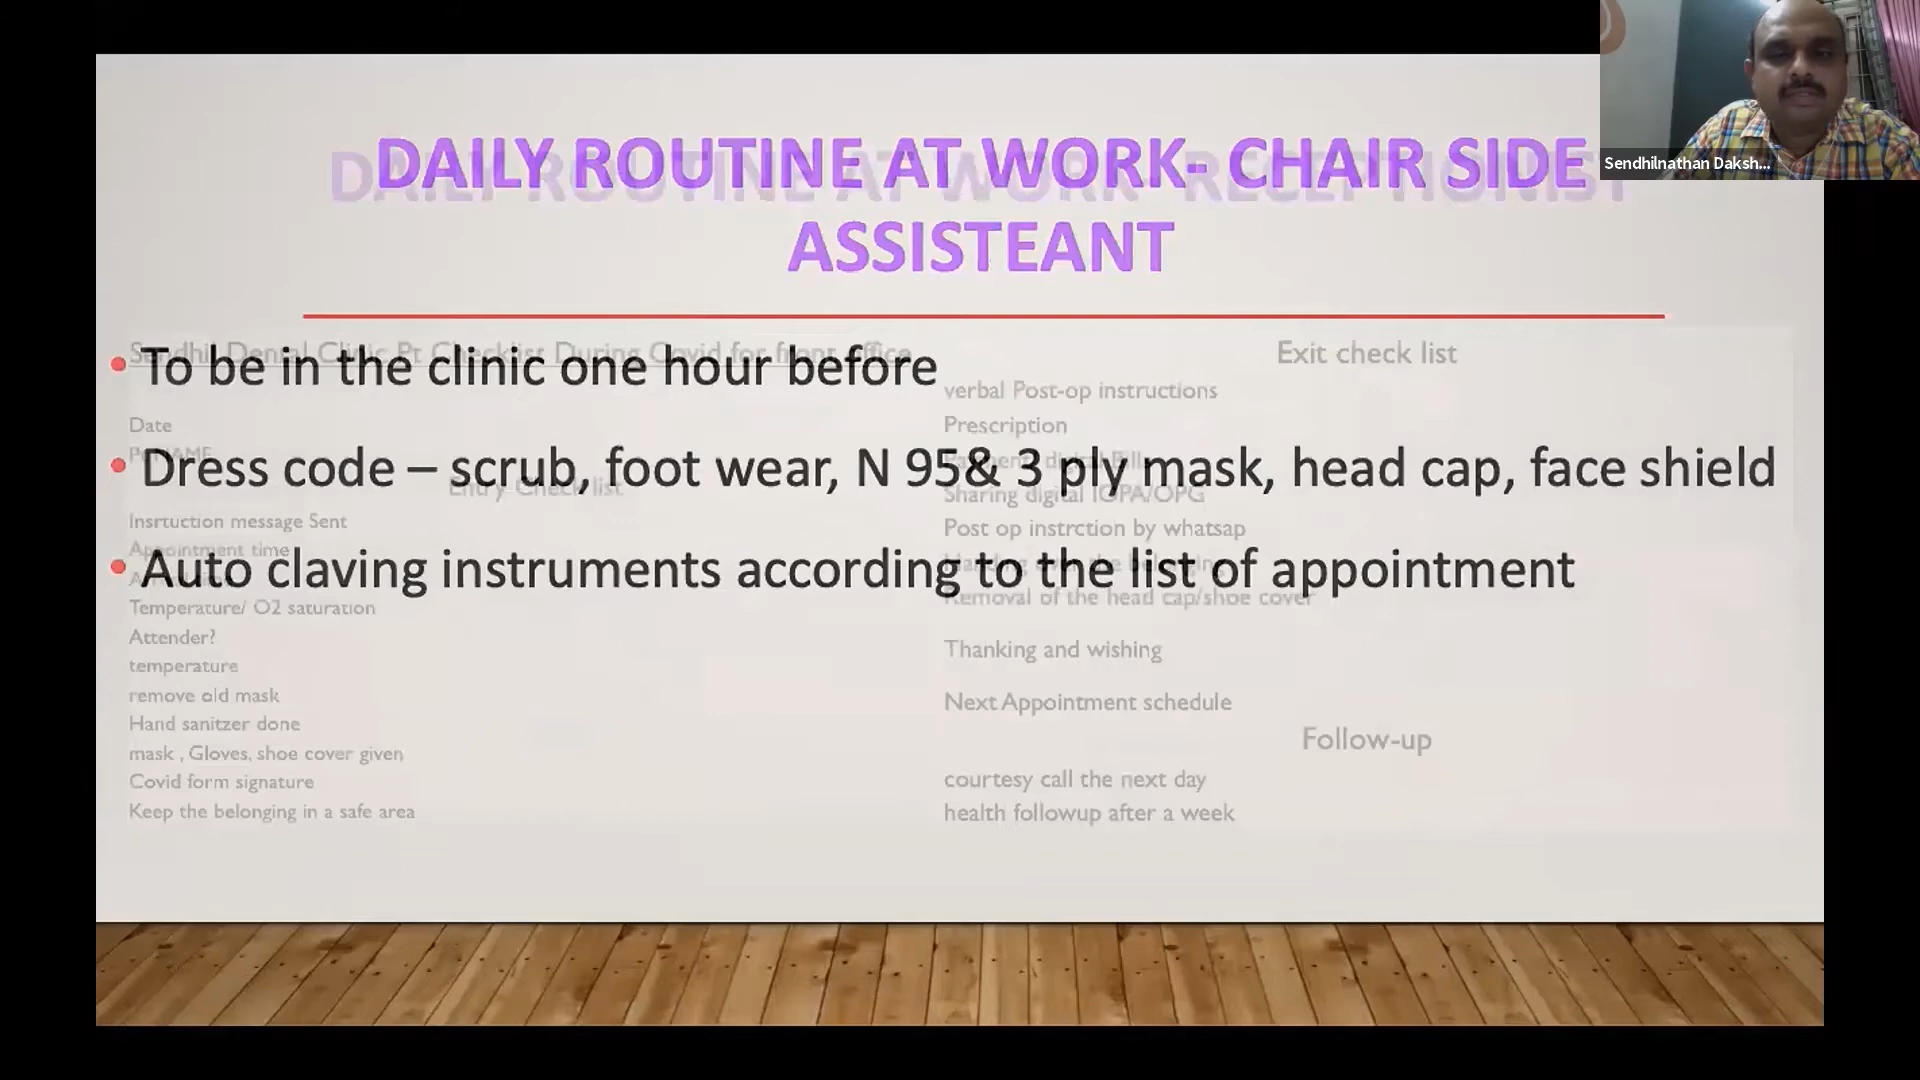 DAILY ROUTINE AT WORK- CHAIR SIDE
ASSISTEANT
DAILY ROUTINE AT WORK- RECEPTIONIST
Sendhilnathan Daksh...
• To be in the clinic one hour before
• Dress code – scrub, foot wear, N 95& 3 ply mask, head cap, face shield
• Auto claving instruments according to the list of appointment
Sendhil Dental Clinic Pt Checklist During Covid for front office
Date
Pt NAME
Entry Check list
Insrtuction message Sent
Appointment time
Temperature/ O2 saturation
Attender?
temperature
remove old mask
Hand sanitzer done
mask , Gloves, shoe cover given
Covid form signature
Keep the belonging in a safe area
Exit check list
verbal Post-op instructions
Prescription
Sharing digital IOPA/OPG
Post op instrction by whatsap
Removal of the head cap/shoe cover
Thanking and wishing
Next Appointment schedule
Follow-up
courtesy call the next day
health followup after a week